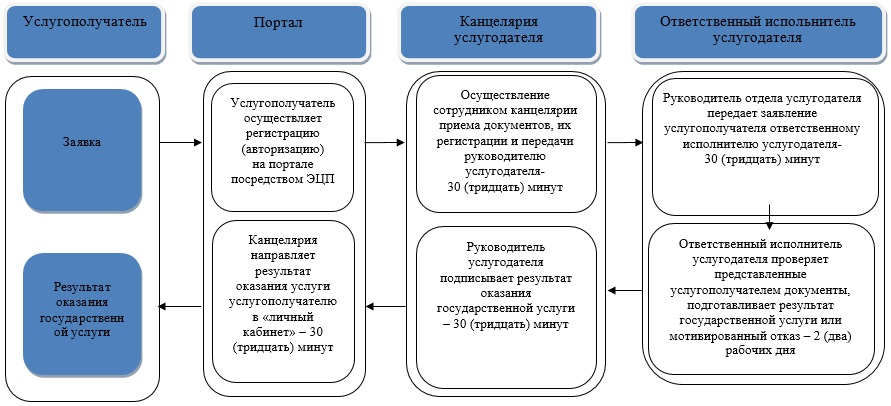 Услугополучатель
Портал
Канцелярия
услугодателя
Ответственный испольнитель
услугодателя
Заявка
Услугополучатель
осуществляет
регистрацию
(авторизацию)
на портале
посредством ЭЦП
Осуществление
сотрудником канцелярии
приема документов, их
регистрации и передачи
руководителю
услугодателя-
30 (тридцать) минут
Руководитель отдела услугодателя
передает заявление
услугополучателя ответственному
исполнителю услугодателя-
30 (тридцать) минут
Результат
оказания
государственн
ой услуги
Канцелярия
направляет
результат
оказания услуги
услугополучателю
в «личный
кабинет» – 30
(тридцать) минут
Руководитель
услугодателя
подписывает результат
оказания
государственной услуги
– 30 (тридцать) минут
Ответственный исполнитель
услугодателя проверяет
представленные
услугополучателем документы,
подготавливает результат
государственной услуги или
мотивированный отказ – 2 (два)
рабочих дня